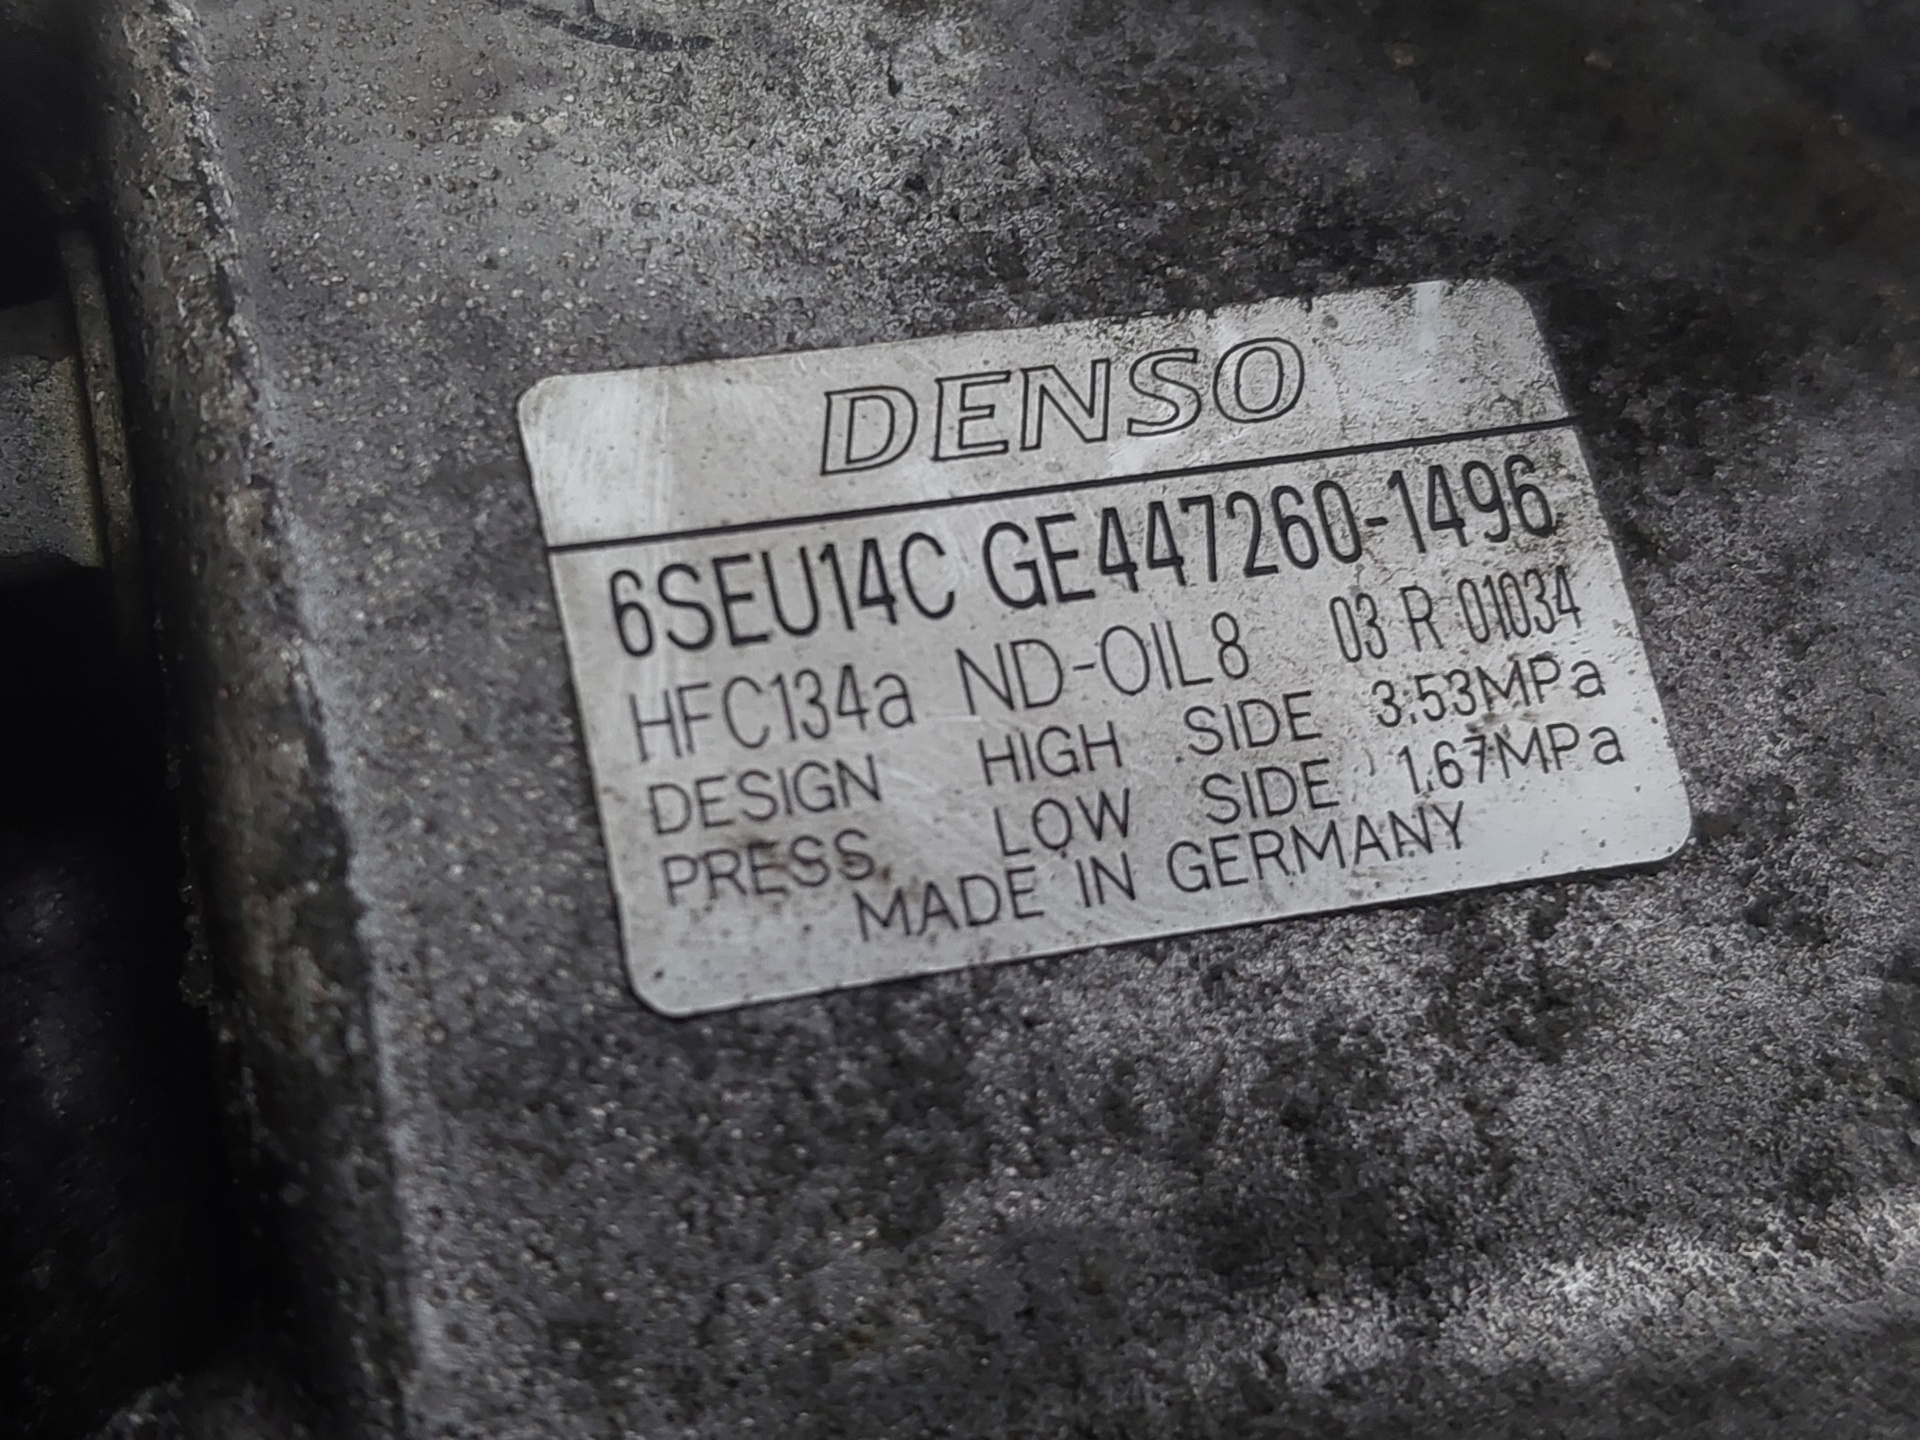 DENSO
6SEU14C GE447260-1496
HFC134a ND-OIL8 03 R 01034
DESIGN HIGH SIDE 3.53MPa
PRESS. LOW SIDE 1.67MPa
MADE IN GERMANY